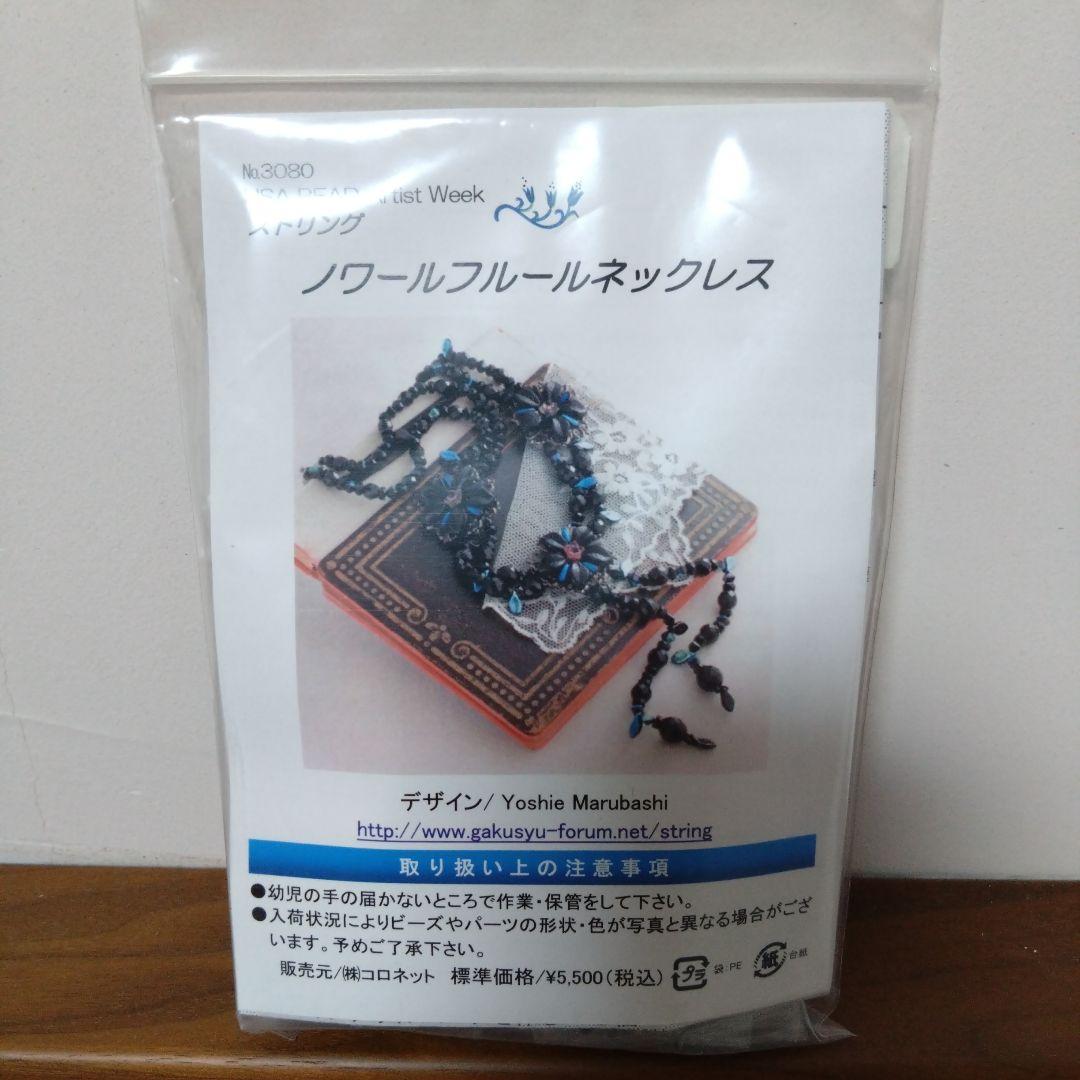 №3080
USA BEAD Artist Week
ストリング
ノワールフルールネックレス
デザイン/ Yoshie Marubashi
http://www.gakusyu-forum.net/string
取り扱い上の注意事項
●幼児の手の届かないところで作業・保管をして下さい。
●入荷状況によりビーズやパーツの形状・色が写真と異なる場合がござ
います。予めご了承下さい。
販売元/㈱コロネット 標準価格/¥5,500(税込) プラ 袋:PE 紙 台紙